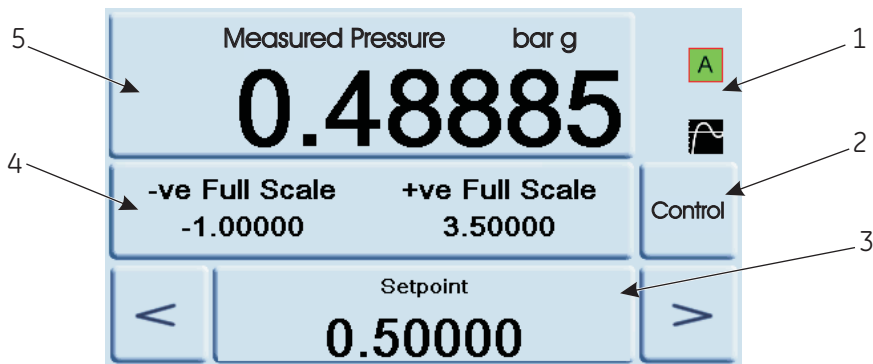 5
Measured Pressure bar g
1
A
0.48885
2
4
-ve Full Scale +ve Full Scale
-1.00000 3.50000
Control
3
Setpoint
< >
0.50000